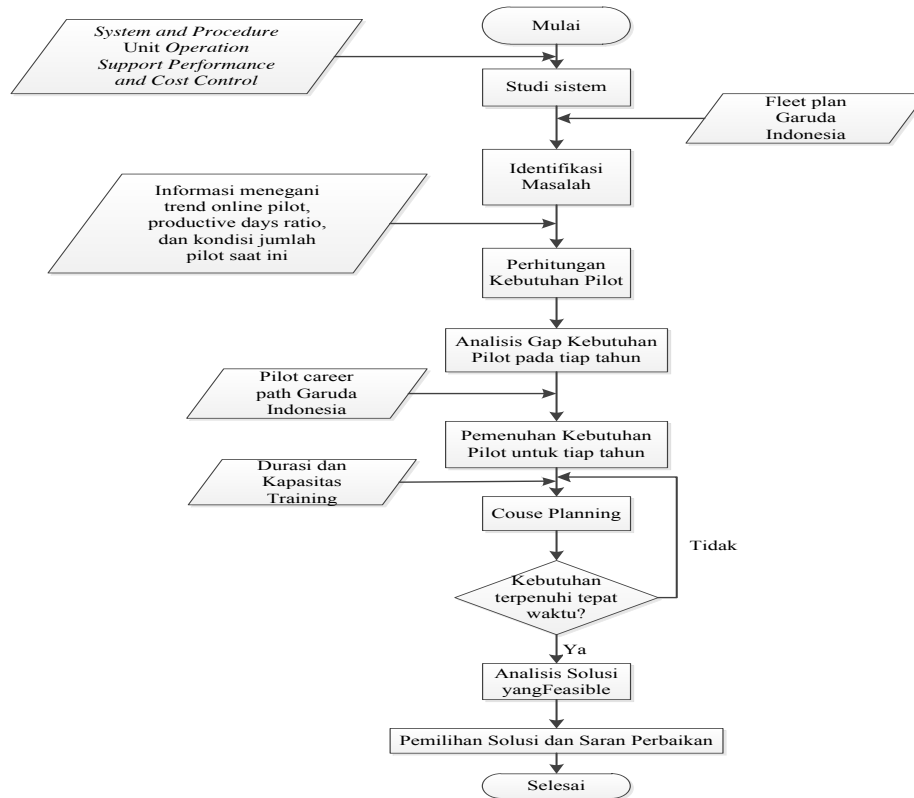 Mulai
System and Procedure
Unit Operation
Support Performance
and Cost Control
Studi sistem
Fleet plan
Garuda
Indonesia
Identifikasi
Masalah
Informasi menegani
trend online pilot,
productive days ratio,
dan kondisi jumlah
pilot saat ini
Perhitungan
Kebutuhan Pilot
Analisis Gap Kebutuhan
Pilot pada tiap tahun
Pilot career
path Garuda
Indonesia
Pemenuhan Kebutuhan
Pilot untuk tiap tahun
Durasi dan
Kapasitas
Training
Couse Planning
Tidak
Kebutuhan
terpenuhi tepat
waktu?
Ya
Analisis Solusi
yangFeasible
Pemilihan Solusi dan Saran Perbaikan
Selesai